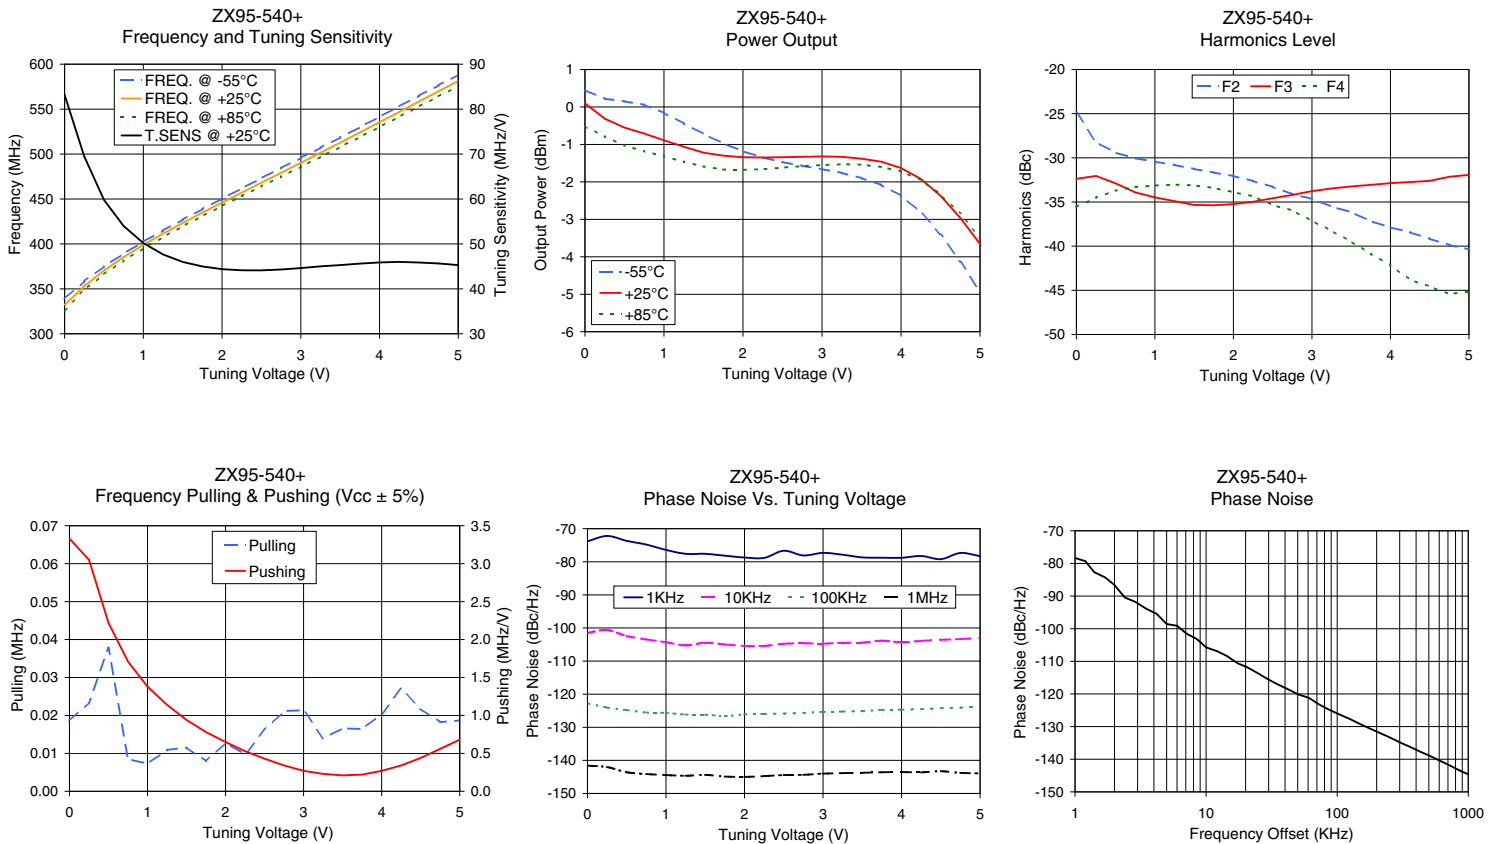 ZX95-540+
Frequency and Tuning Sensitivity
600
550
500
450
400
350
300
90
80
70
60
50
40
30
0 1 2 3 4 5
Frequency (MHz)
Tuning Sensitivity (MHz/V)
Tuning Voltage (V)
FREQ. @ -55°C
FREQ. @ +25°C
FREQ. @ +85°C
T.SENS @ +25°C
ZX95-540+
Power Output
1
0
-1
-2
-3
-4
-5
-6
0 1 2 3 4 5
Output Power (dBm)
Tuning Voltage (V)
-55°C
+25°C
+85°C
ZX95-540+
Harmonics Level
-20
-25
-30
-35
-40
-45
-50
0 1 2 3 4 5
Harmonics (dBc)
Tuning Voltage (V)
F2 F3 F4
ZX95-540+
Frequency Pulling & Pushing (Vcc ± 5%)
0.07
0.06
0.05
0.04
0.03
0.02
0.01
0.00
3.5
3.0
2.5
2.0
1.5
1.0
0.5
0.0
0 1 2 3 4 5
Pulling (MHz)
Pushing (MHz/V)
Tuning Voltage (V)
Pulling
Pushing
ZX95-540+
Phase Noise Vs. Tuning Voltage
-70
-80
-90
-100
-110
-120
-130
-140
-150
0 1 2 3 4 5
Phase Noise (dBc/Hz)
Tuning Voltage (V)
1KHz 10KHz 100KHz 1MHz
ZX95-540+
Phase Noise
-70
-80
-90
-100
-110
-120
-130
-140
-150
1 10 100 1000
Phase Noise (dBc/Hz)
Frequency Offset (KHz)